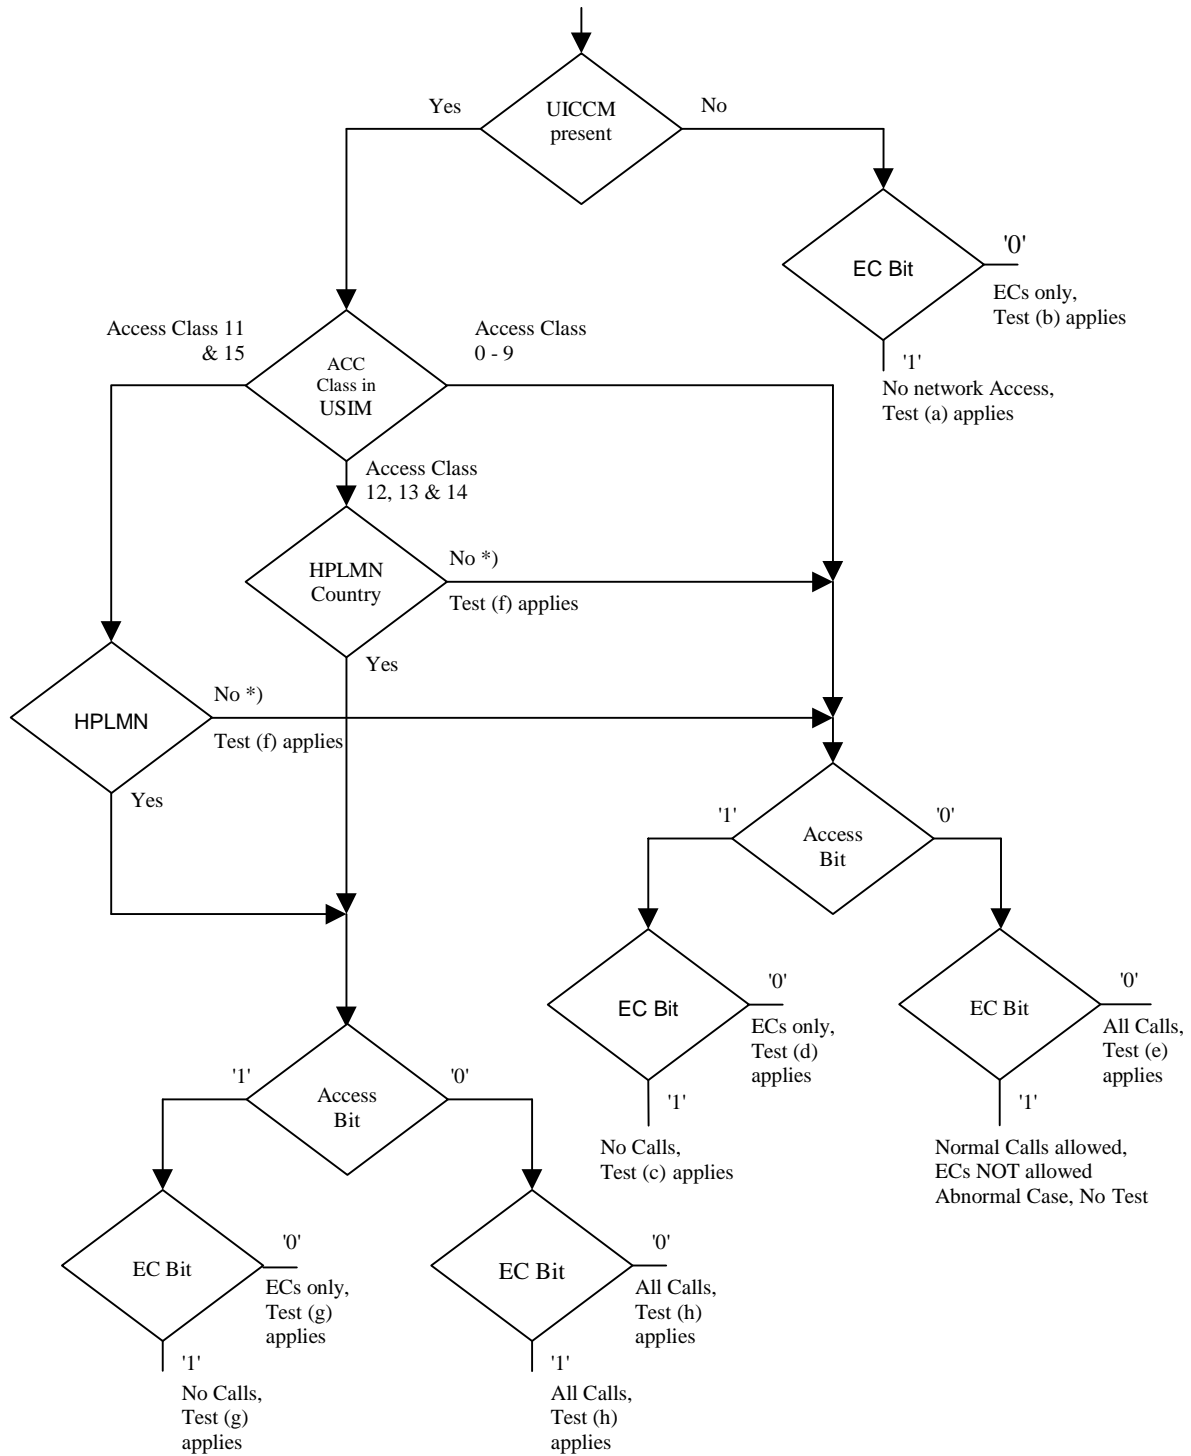 Yes
UICCM
present
No
EC Bit
'0'
ECs only,
Test (b) applies
'1'
No network Access,
Test (a) applies
Access Class 11
& 15
ACC
Class in
USIM
Access Class
0 - 9
Access Class
12, 13 & 14
HPLMN
Country
No *)
Test (f) applies
Yes
HPLMN
No *)
Test (f) applies
Yes
'1'
Access
Bit
'0'
EC Bit
'0'
ECs only,
Test (d)
applies
'1'
No Calls,
Test (c) applies
EC Bit
'0'
All Calls,
Test (e)
applies
'1'
Normal Calls allowed,
ECs NOT allowed
Abnormal Case, No Test
'1'
Access
Bit
'0'
EC Bit
'0'
ECs only,
Test (g)
applies
'1'
No Calls,
Test (g)
applies
EC Bit
'0'
All Calls,
Test (h)
applies
'1'
All Calls,
Test (h)
applies